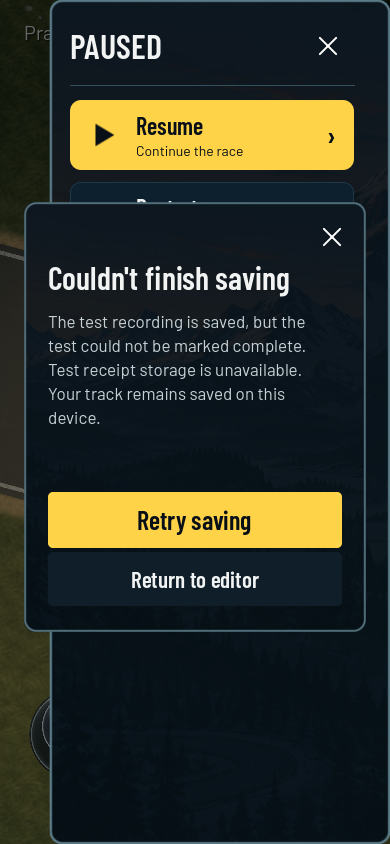 Pra
PAUSED
Resume
Continue the race
›
Couldn't finish saving
The test recording is saved, but the
test could not be marked complete.
Test receipt storage is unavailable.
Your track remains saved on this
device.
Retry saving
Return to editor